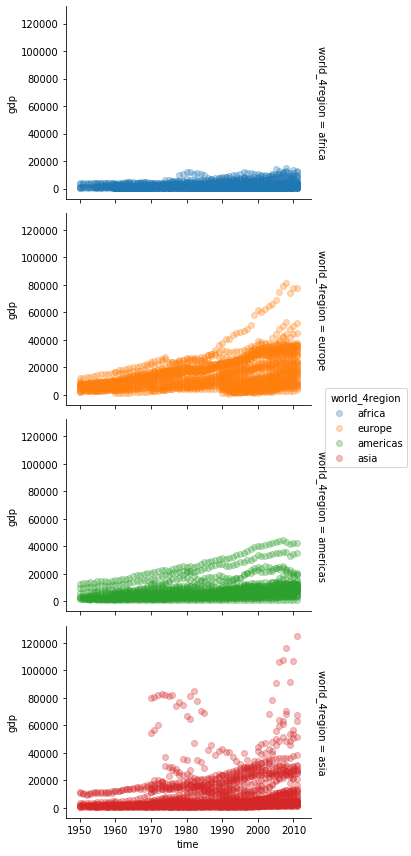 120000
100000
80000
60000
40000
20000
0
gdp
world_4region = africa
120000
100000
80000
60000
40000
20000
0
gdp
world_4region = europe
world_4region
africa
europe
americas
asia
120000
100000
80000
60000
40000
20000
0
gdp
world_4region = americas
120000
100000
80000
60000
40000
20000
0
gdp
world_4region = asia
1950 1960 1970 1980 1990 2000 2010
time